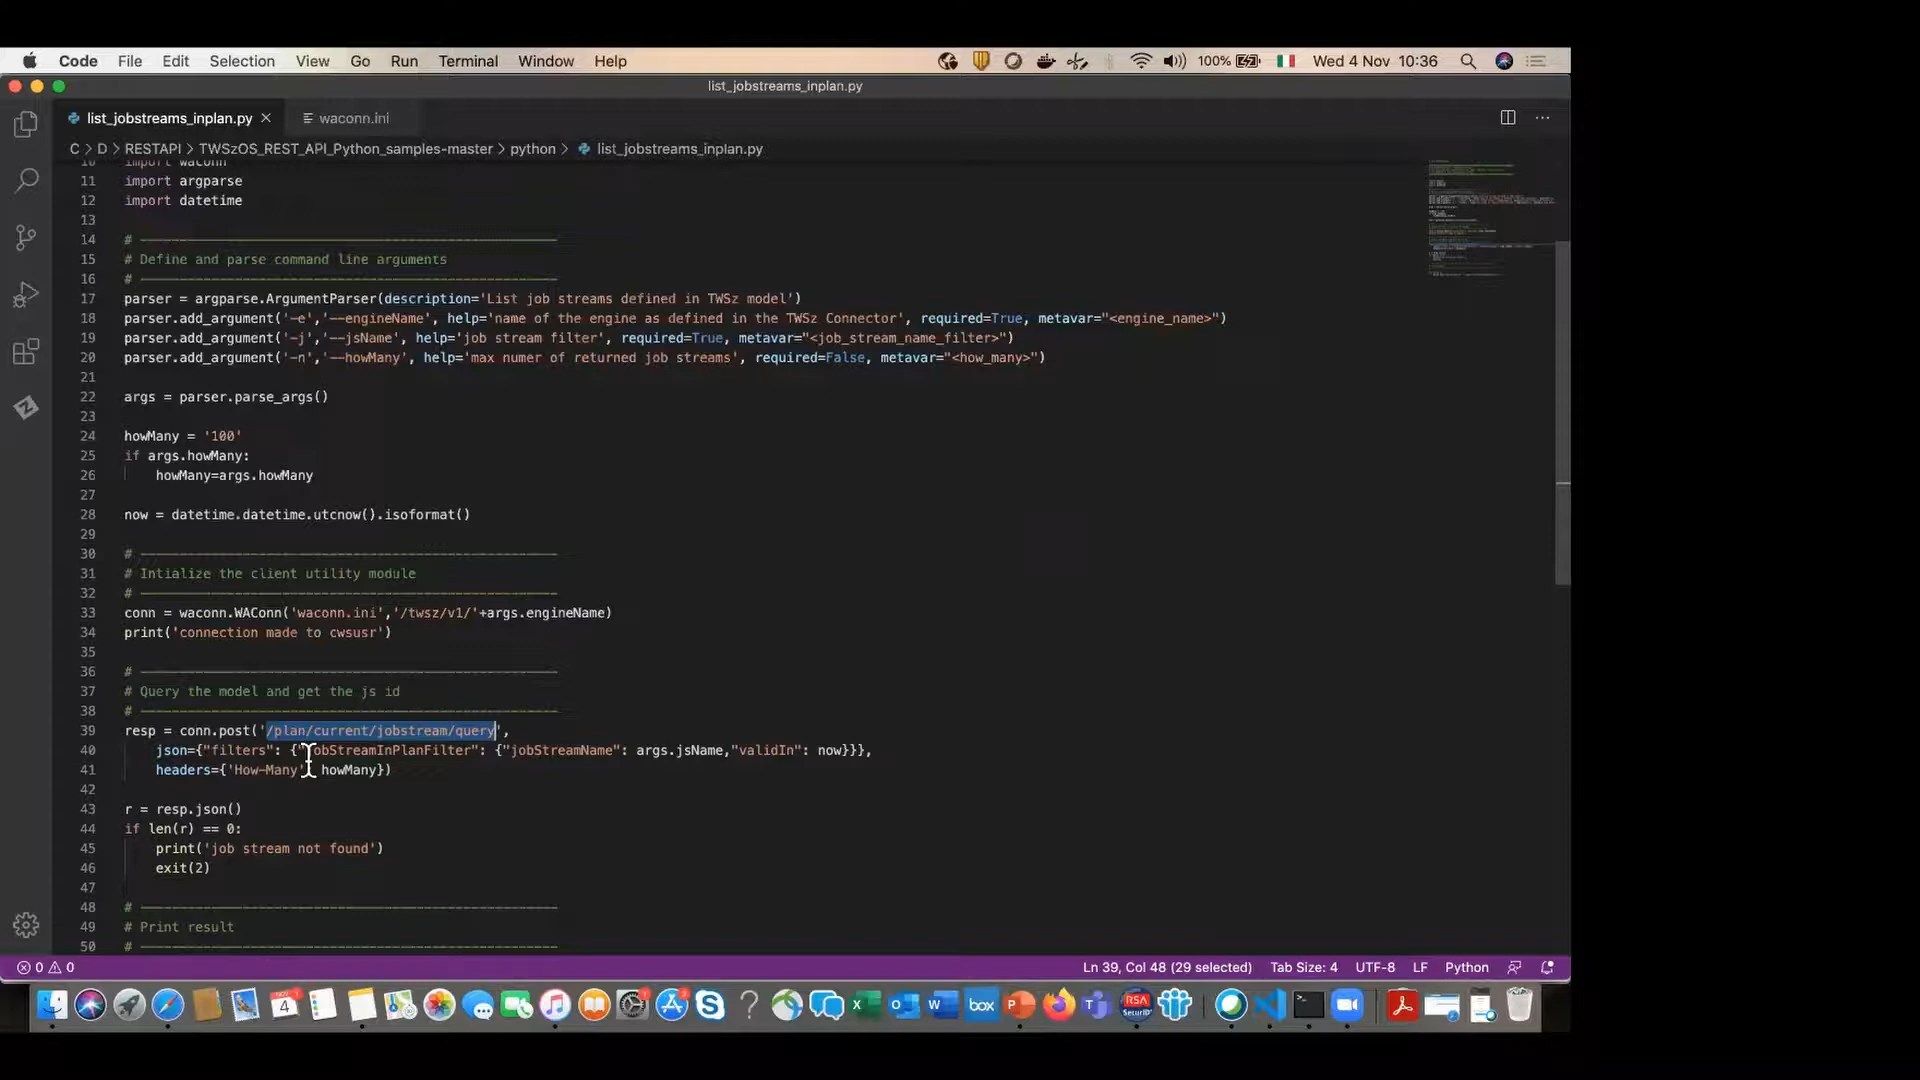 Code File Edit Selection View Go Run Terminal Window Help 100% Wed 4 Nov 10:36
list_jobstreams_inplan.py
list_jobstreams_inplan.py waconn.ini
C > D > RESTAPI > TWSzOS_REST_API_Python_samples-master > python > list_jobstreams_inplan.py
10 import waconn
11 import argparse
12 import datetime
13
14 # ----------------------------------------------------
15 # Define and parse command line arguments
16 # ----------------------------------------------------
17 parser = argparse.ArgumentParser(description='List job streams defined in TWSz model')
18 parser.add_argument('-e','--engineName', help='name of the engine as defined in the TWSz Connector', required=True, metavar="<engine_name>")
19 parser.add_argument('-j','--jsName', help='job stream filter', required=True, metavar="<job_stream_name_filter>")
20 parser.add_argument('-n','--howMany', help='max numer of returned job streams', required=False, metavar="<how_many>")
21
22 args = parser.parse_args()
23
24 howMany = '100'
25 if args.howMany:
26 howMany=args.howMany
27
28 now = datetime.datetime.utcnow().isoformat()
29
30 # ----------------------------------------------------
31 # Intialize the client utility module
32 # ----------------------------------------------------
33 conn = waconn.WAConn('waconn.ini','/twsz/v1/'+args.engineName)
34 print('connection made to cwsusr')
35
36 # ----------------------------------------------------
37 # Query the model and get the js id
38 # ----------------------------------------------------
39 resp = conn.post('/plan/current/jobstream/query',
40 json={"filters": {"jobStreamInPlanFilter": {"jobStreamName": args.jsName,"validIn": now}}},
41 headers={'How-Many': howMany})
42
43 r = resp.json()
44 if len(r) == 0:
45 print('job stream not found')
46 exit(2)
47
48 # ----------------------------------------------------
49 # Print result
50 # ----------------------------------------------------
0 0 Ln 39, Col 48 (29 selected) Tab Size: 4 UTF-8 LF Python
NOV 4 box RSA SecurID